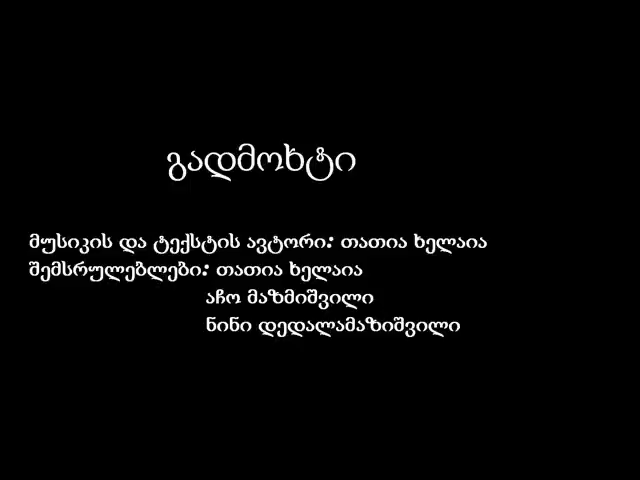 გადმოხტი
მუსიკის და ტექსტის ავტორი: თათია ხელაია
შემსრულებლები: თათია ხელაია
აჩო მაზმიშვილი
ნინი დედალამაზიშვილი